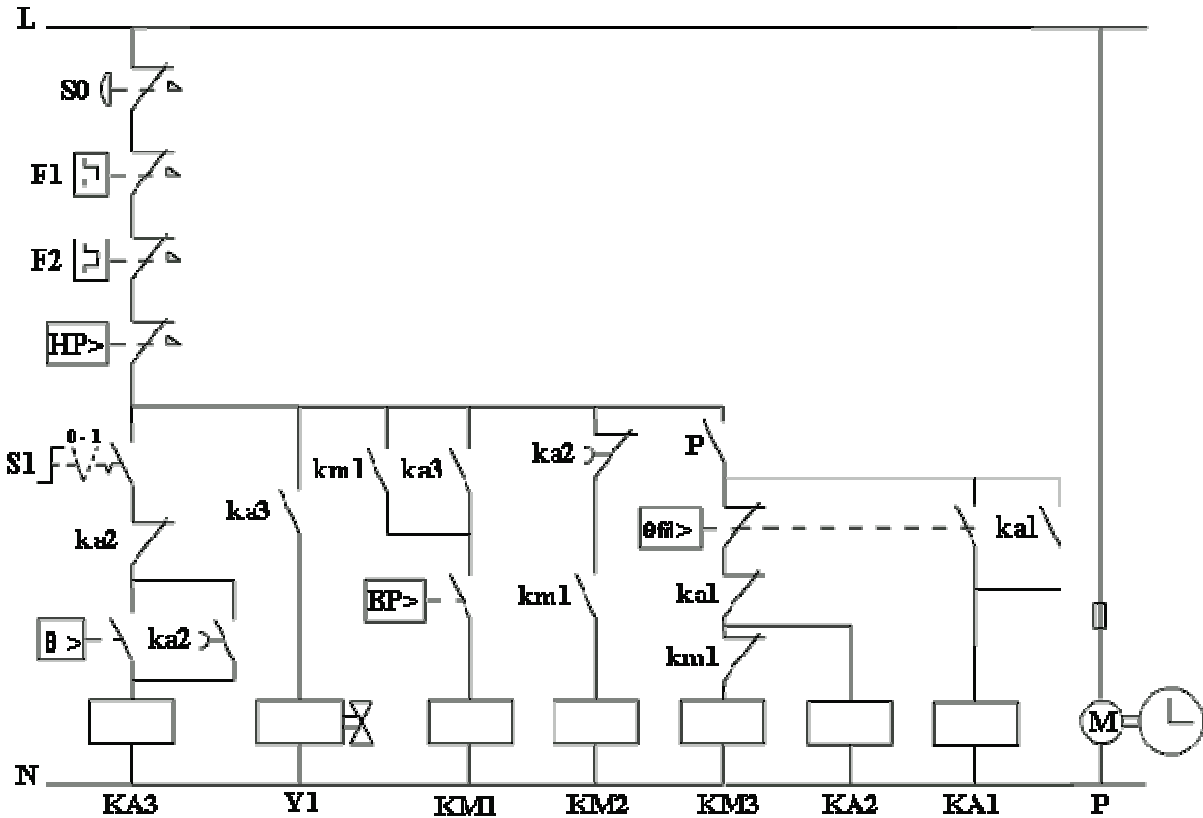 L
S0
F1
F2
HP>
0 - 1
S1
P
km1 ka3
ka2
ka3
θfil>
ka1
ka2
BP>
km1
ka1
θ >
ka2
km1
M
N
KA3 Y1 KM1 KM2 KM3 KA2 KA1 P